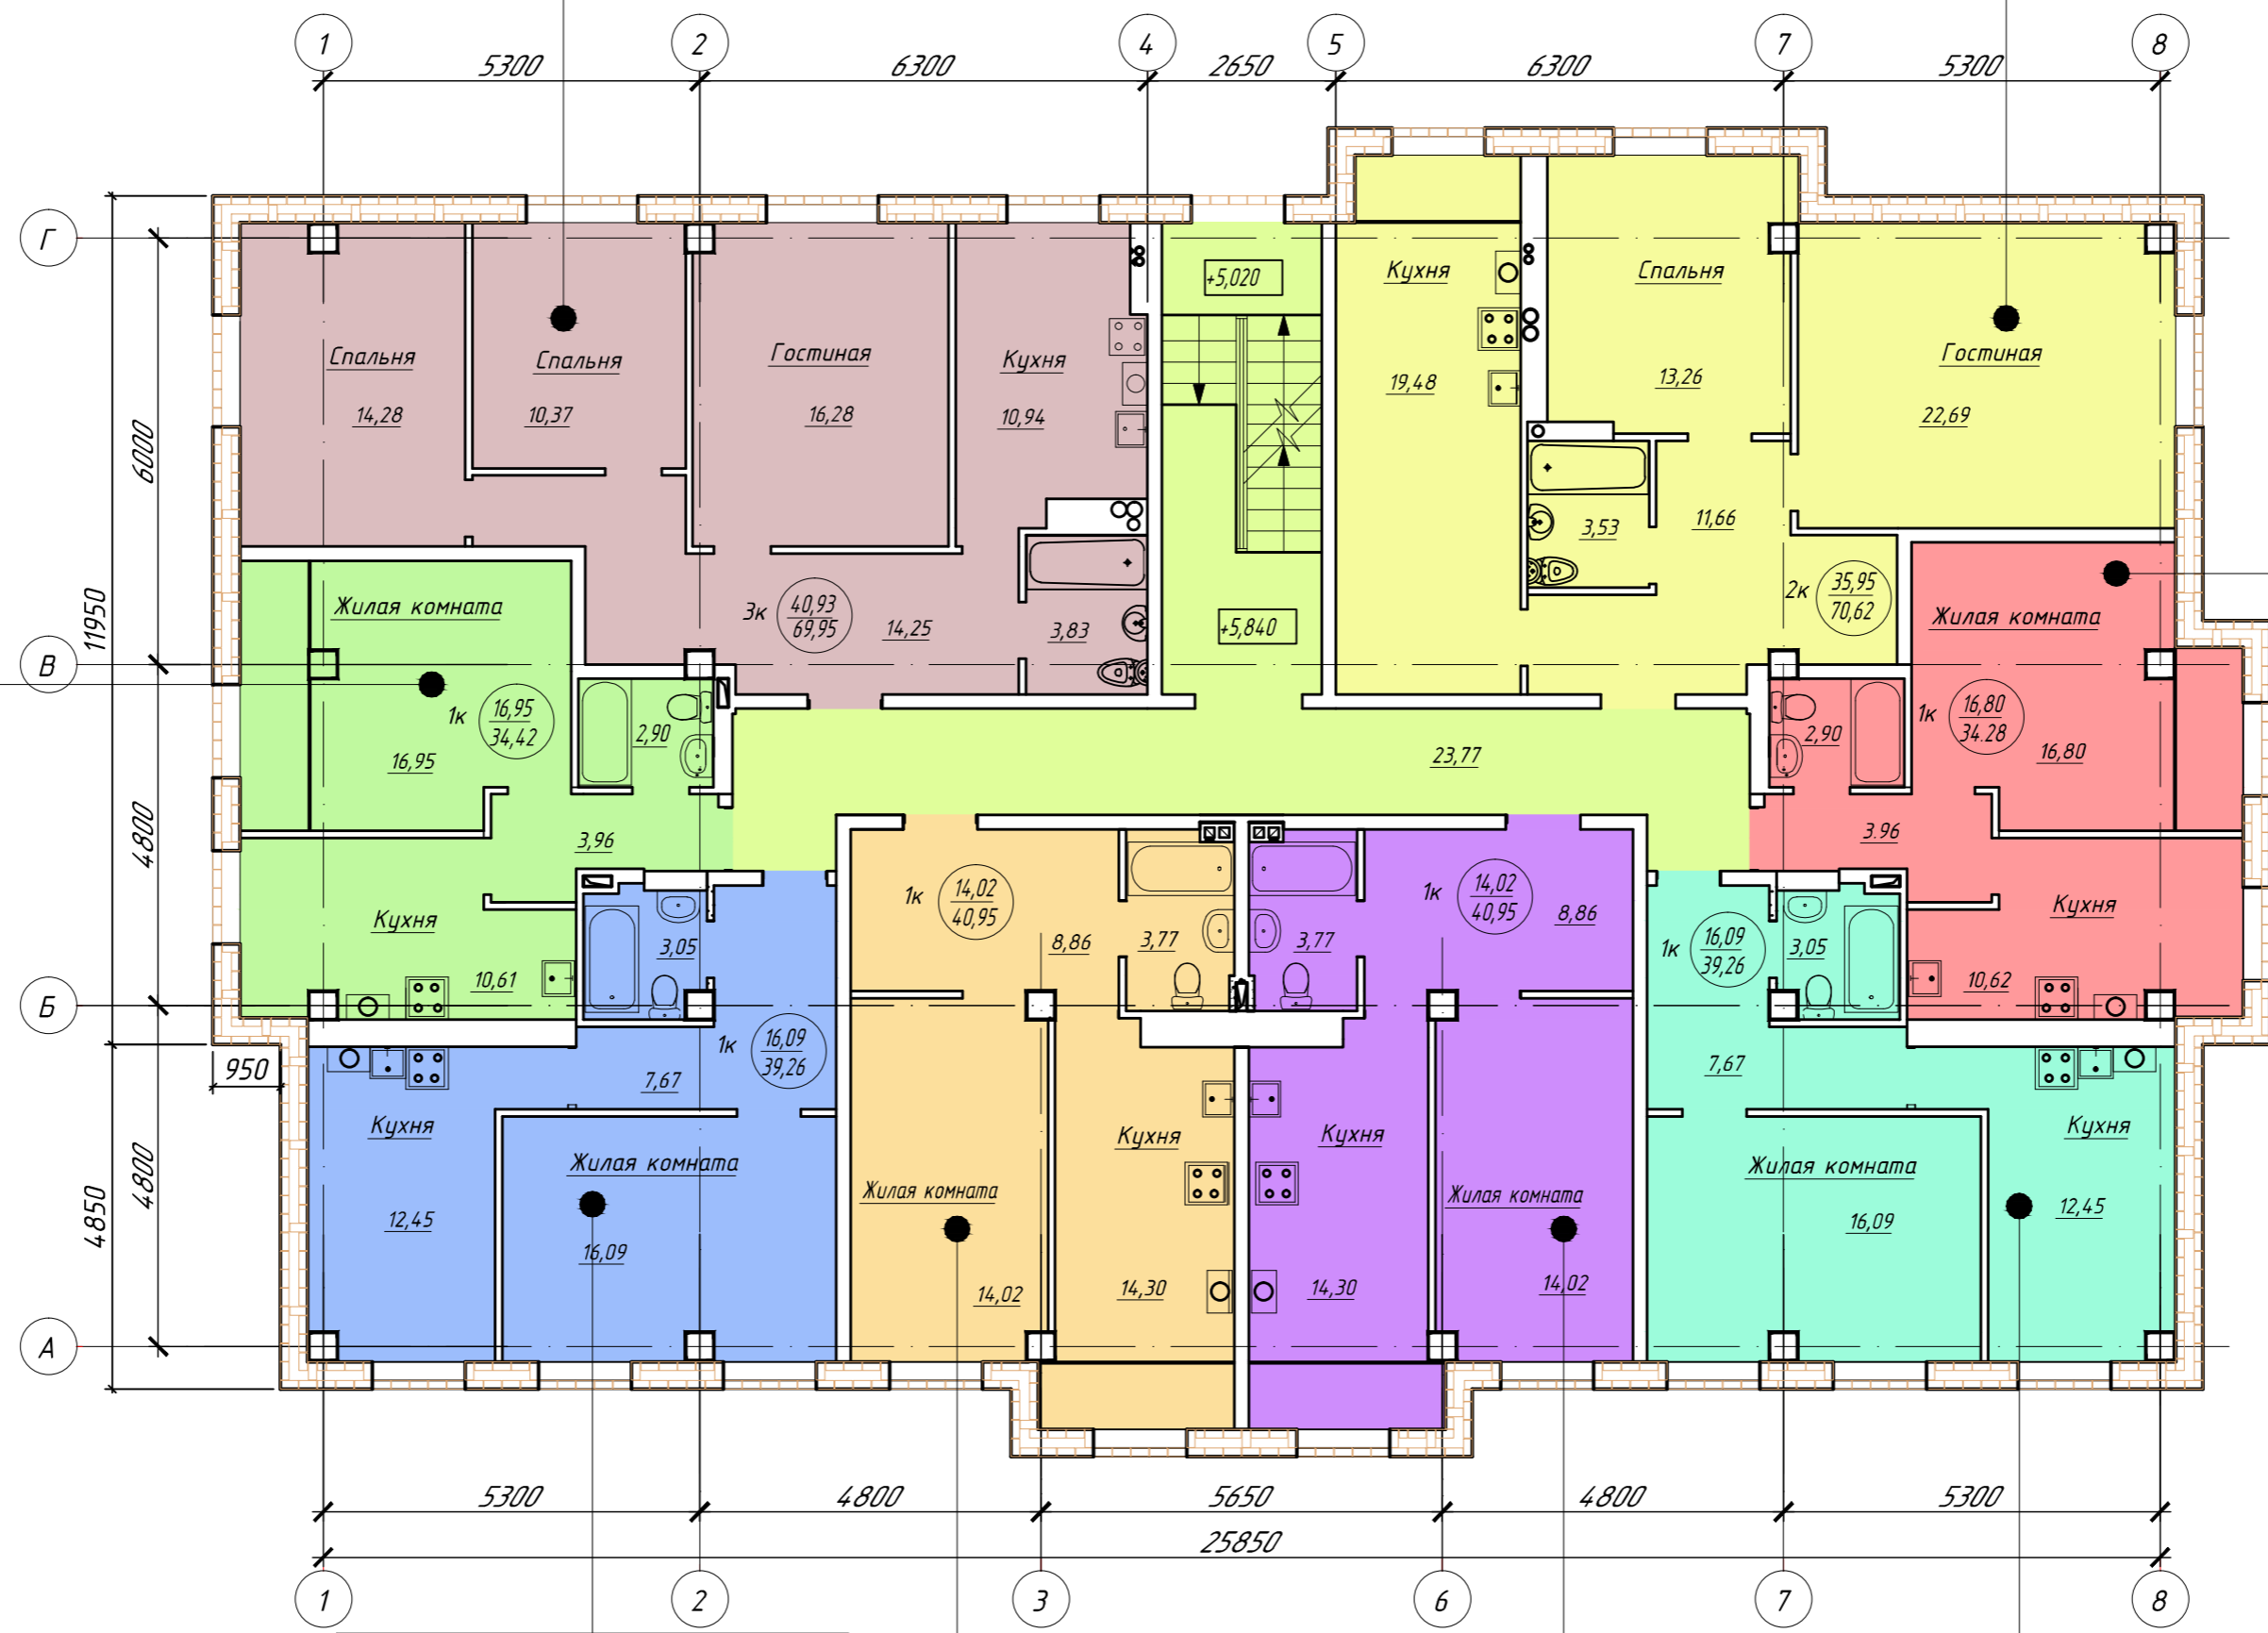 1 2 4 5 7 8
5300 6300 2650 6300 5300
Г
+5,020
Кухня Спальня
Спальня Спальня Гостиная Кухня Гостиная
19,48 13,26
14,28 10,37 16,28 10,94 22,69
6000
3,53 11,66
11950
Жилая комната
3к 40,93
69,95
14,25 3,83
+5,840
2к 35,95
70,62
Жилая комната
В
1к 16,95
34,42
2,90
16,95
23,77
2,90
1к 16,80
34.28
16,80
4800
3,96
3.96
Кухня
10,61
3,05
1к 14,02
40,95
8,86 3,77
3,77
1к 14,02
40,95
8,86
1к 16,09
39,26
3,05
Кухня
10,62
Б
950
1к 16,09
39,26
7,67
7,67
Кухня
Жилая комната
Кухня
Кухня
Жилая комната
Кухня
4800
4850
Жилая комната
Жилая комната
12,45
16,09
14,02
14,30
14,30
14,02
16,09
12,45
А
5300 4800 5650 4800 5300
25850
1 2 3 6 7 8